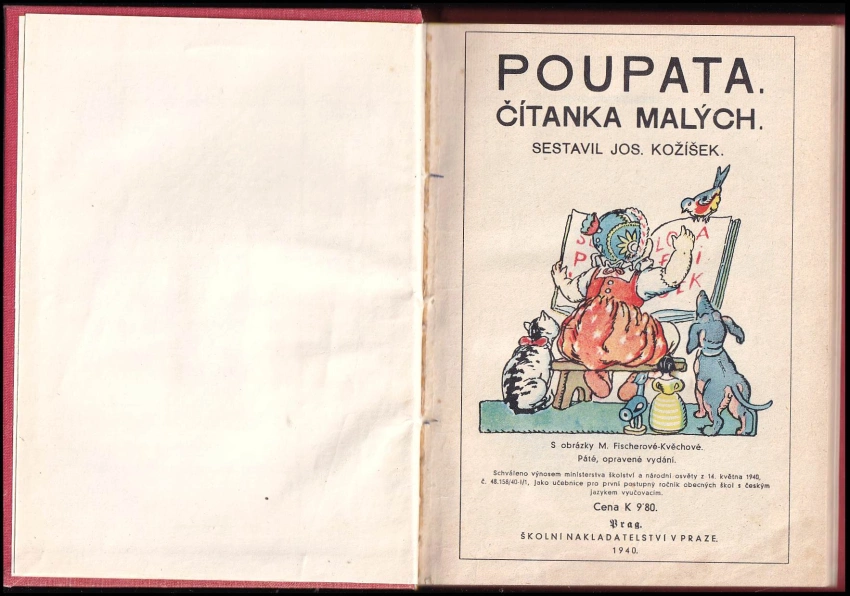 POUPATA.
ČÍTANKA MALÝCH.
SESTAVIL JOS. KOŽÍŠEK.
S obrázky M. Fischerové-Kvěchové.
Páté, opravené vydání.
Schváleno výnosem ministerstva školství a národní osvěty z 14. května 1940,
č. 48.158/40-I/1, jako učebnice pro první postupný ročník obecných škol s českým
jazykem vyučovacím.
Cena K 9'80.
Prag.
ŠKOLNÍ NAKLADATELSTVÍ V PRAZE.
1940.